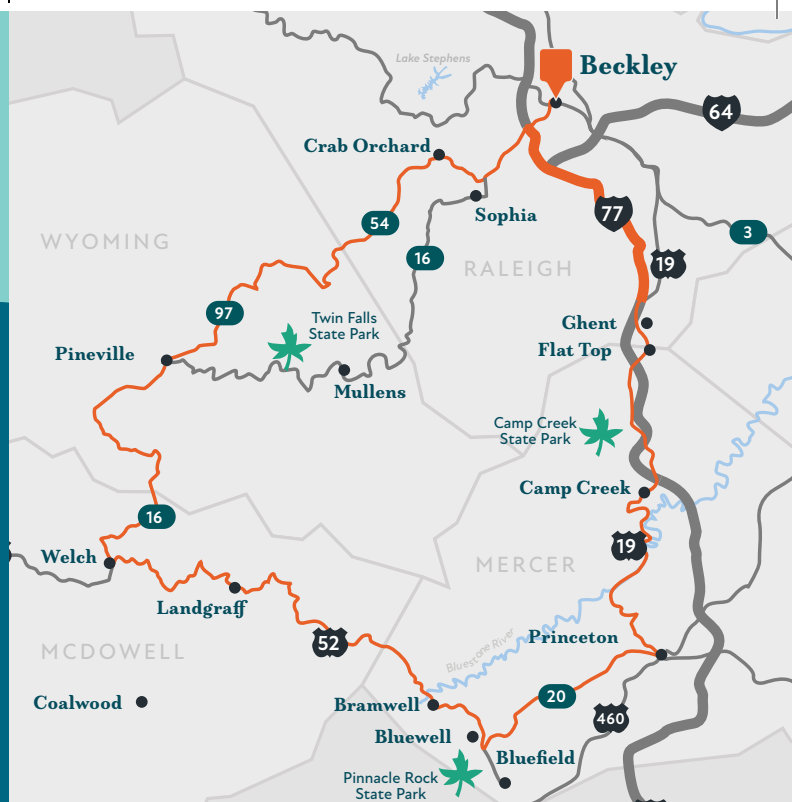 Lake Stephens
Beckley
64
Crab Orchard
Sophia
77
54
3
WYOMING
16
RALEIGH
19
97
Twin Falls
State Park
Ghent
Flat Top
Pineville
Mullens
Camp Creek
State Park
Camp Creek
16
19
Welch
MERCER
Landgraff
52
Princeton
MCDOWELL
Bluestone River
20
Coalwood
Bramwell
460
Bluewell
Bluefield
Pinnacle Rock
State Park